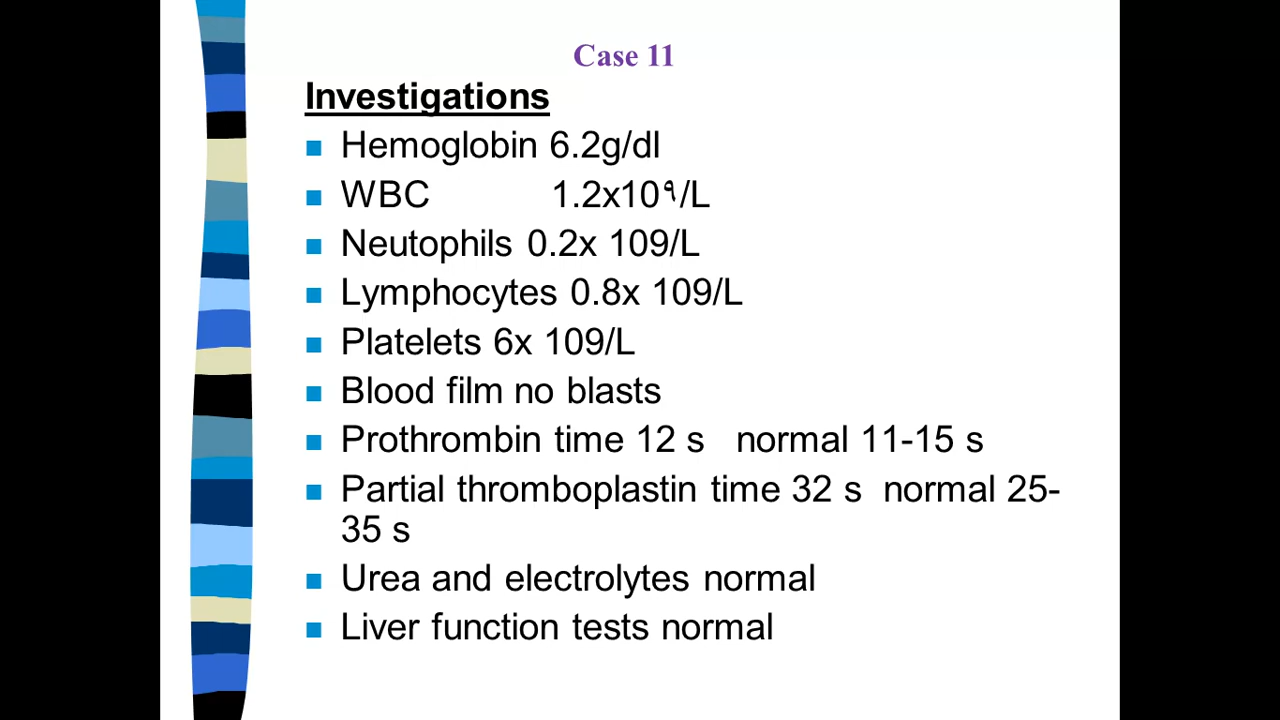 Case 11
Investigations
Hemoglobin 6.2g/dl
WBC 1.2x10٩/L
Neutophils 0.2x 109/L
Lymphocytes 0.8x 109/L
Platelets 6x 109/L
Blood film no blasts
Prothrombin time 12 s normal 11-15 s
Partial thromboplastin time 32 s normal 25-
35 s
Urea and electrolytes normal
Liver function tests normal